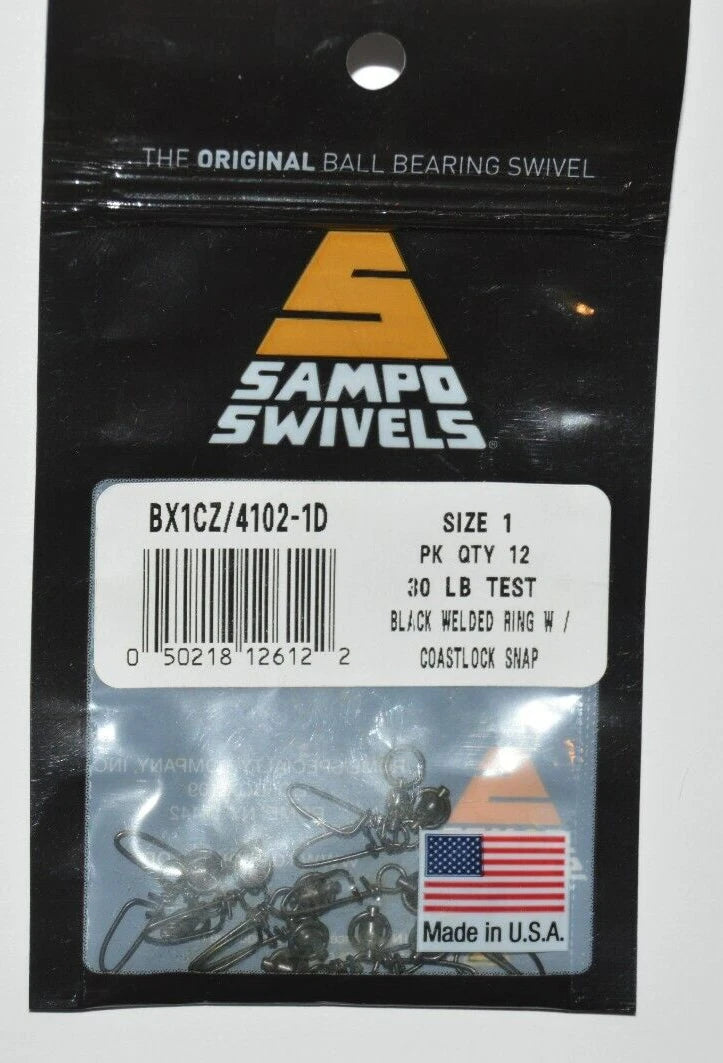 THE ORIGINAL BALL BEARING SWIVEL
S
SAMPO
SWIVELS®
BX1CZ/4102-1D
0 50218 12612 2
SIZE 1
PK QTY 12
30 LB TEST
BLACK WELDED RING W /
COASTLOCK SNAP
Made in U.S.A.